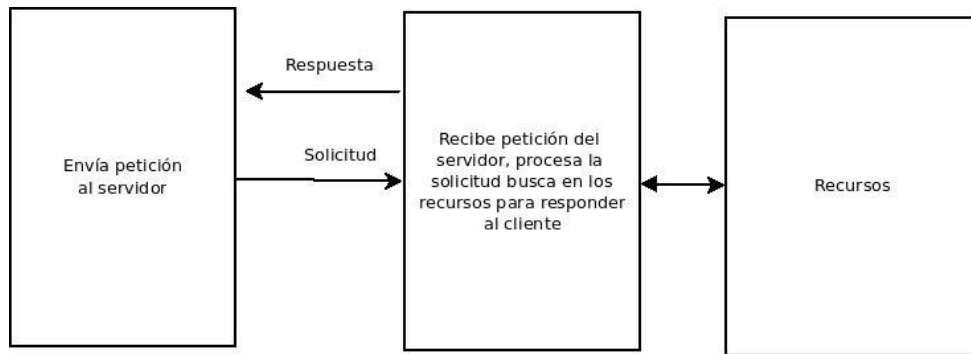 Envía petición
al servidor
Respuesta
Solicitud
Recibe petición del
servidor, procesa la
solicitud busca en los
recursos para responder
al cliente
Recursos